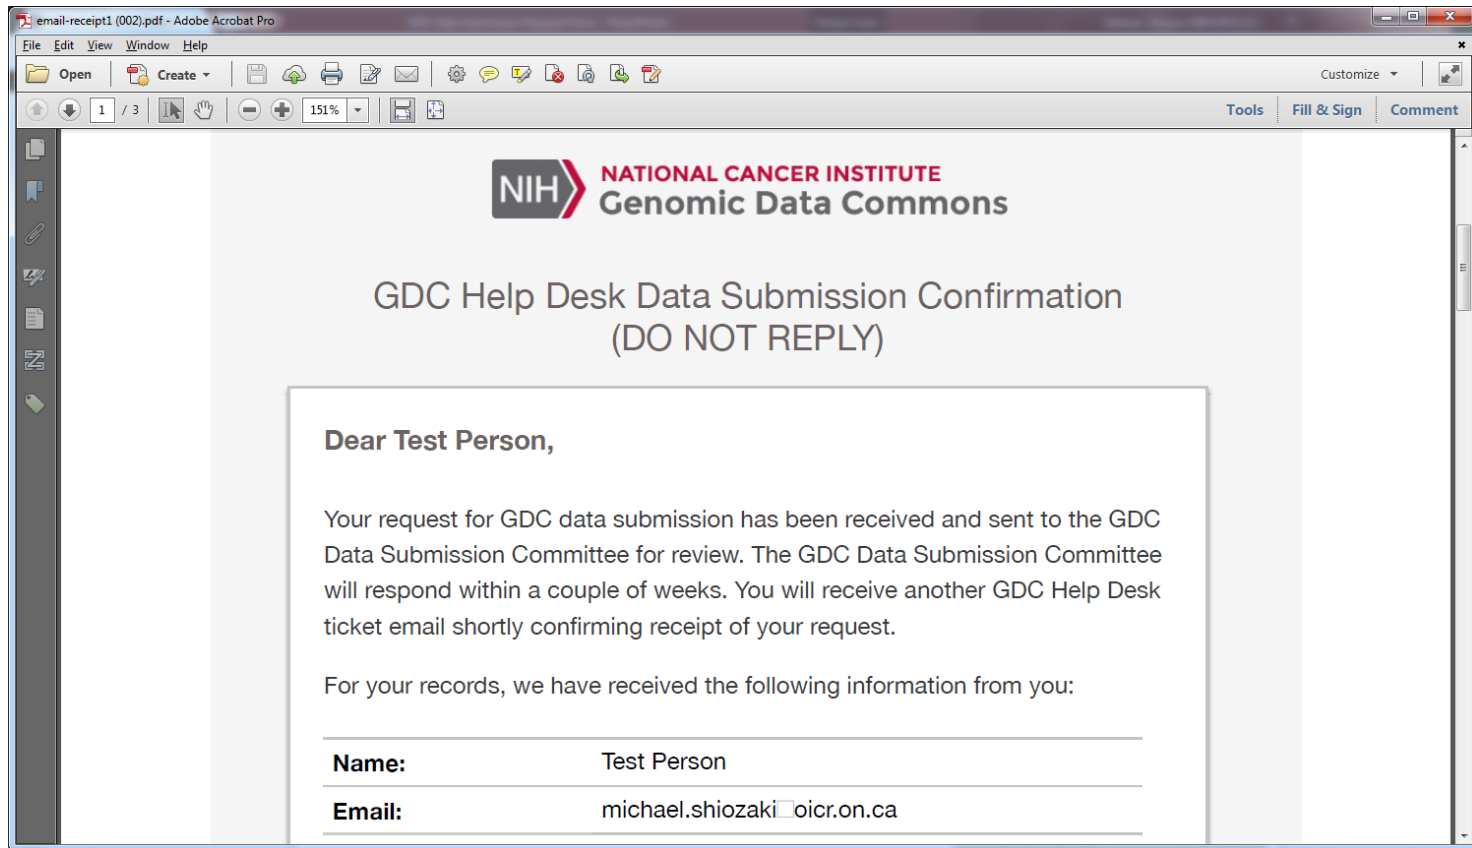 email-receipt1 (002).pdf - Adobe Acrobat Pro
File Edit View Window Help
Open Create Customize
1 / 3 151% Tools Fill & Sign Comment
NIH NATIONAL CANCER INSTITUTE
Genomic Data Commons
GDC Help Desk Data Submission Confirmation
(DO NOT REPLY)
Dear Test Person,
Your request for GDC data submission has been received and sent to the GDC
Data Submission Committee for review. The GDC Data Submission Committee
will respond within a couple of weeks. You will receive another GDC Help Desk
ticket email shortly confirming receipt of your request.
For your records, we have received the following information from you:
Name: Test Person
Email: michael.shiozaki□oicr.on.ca